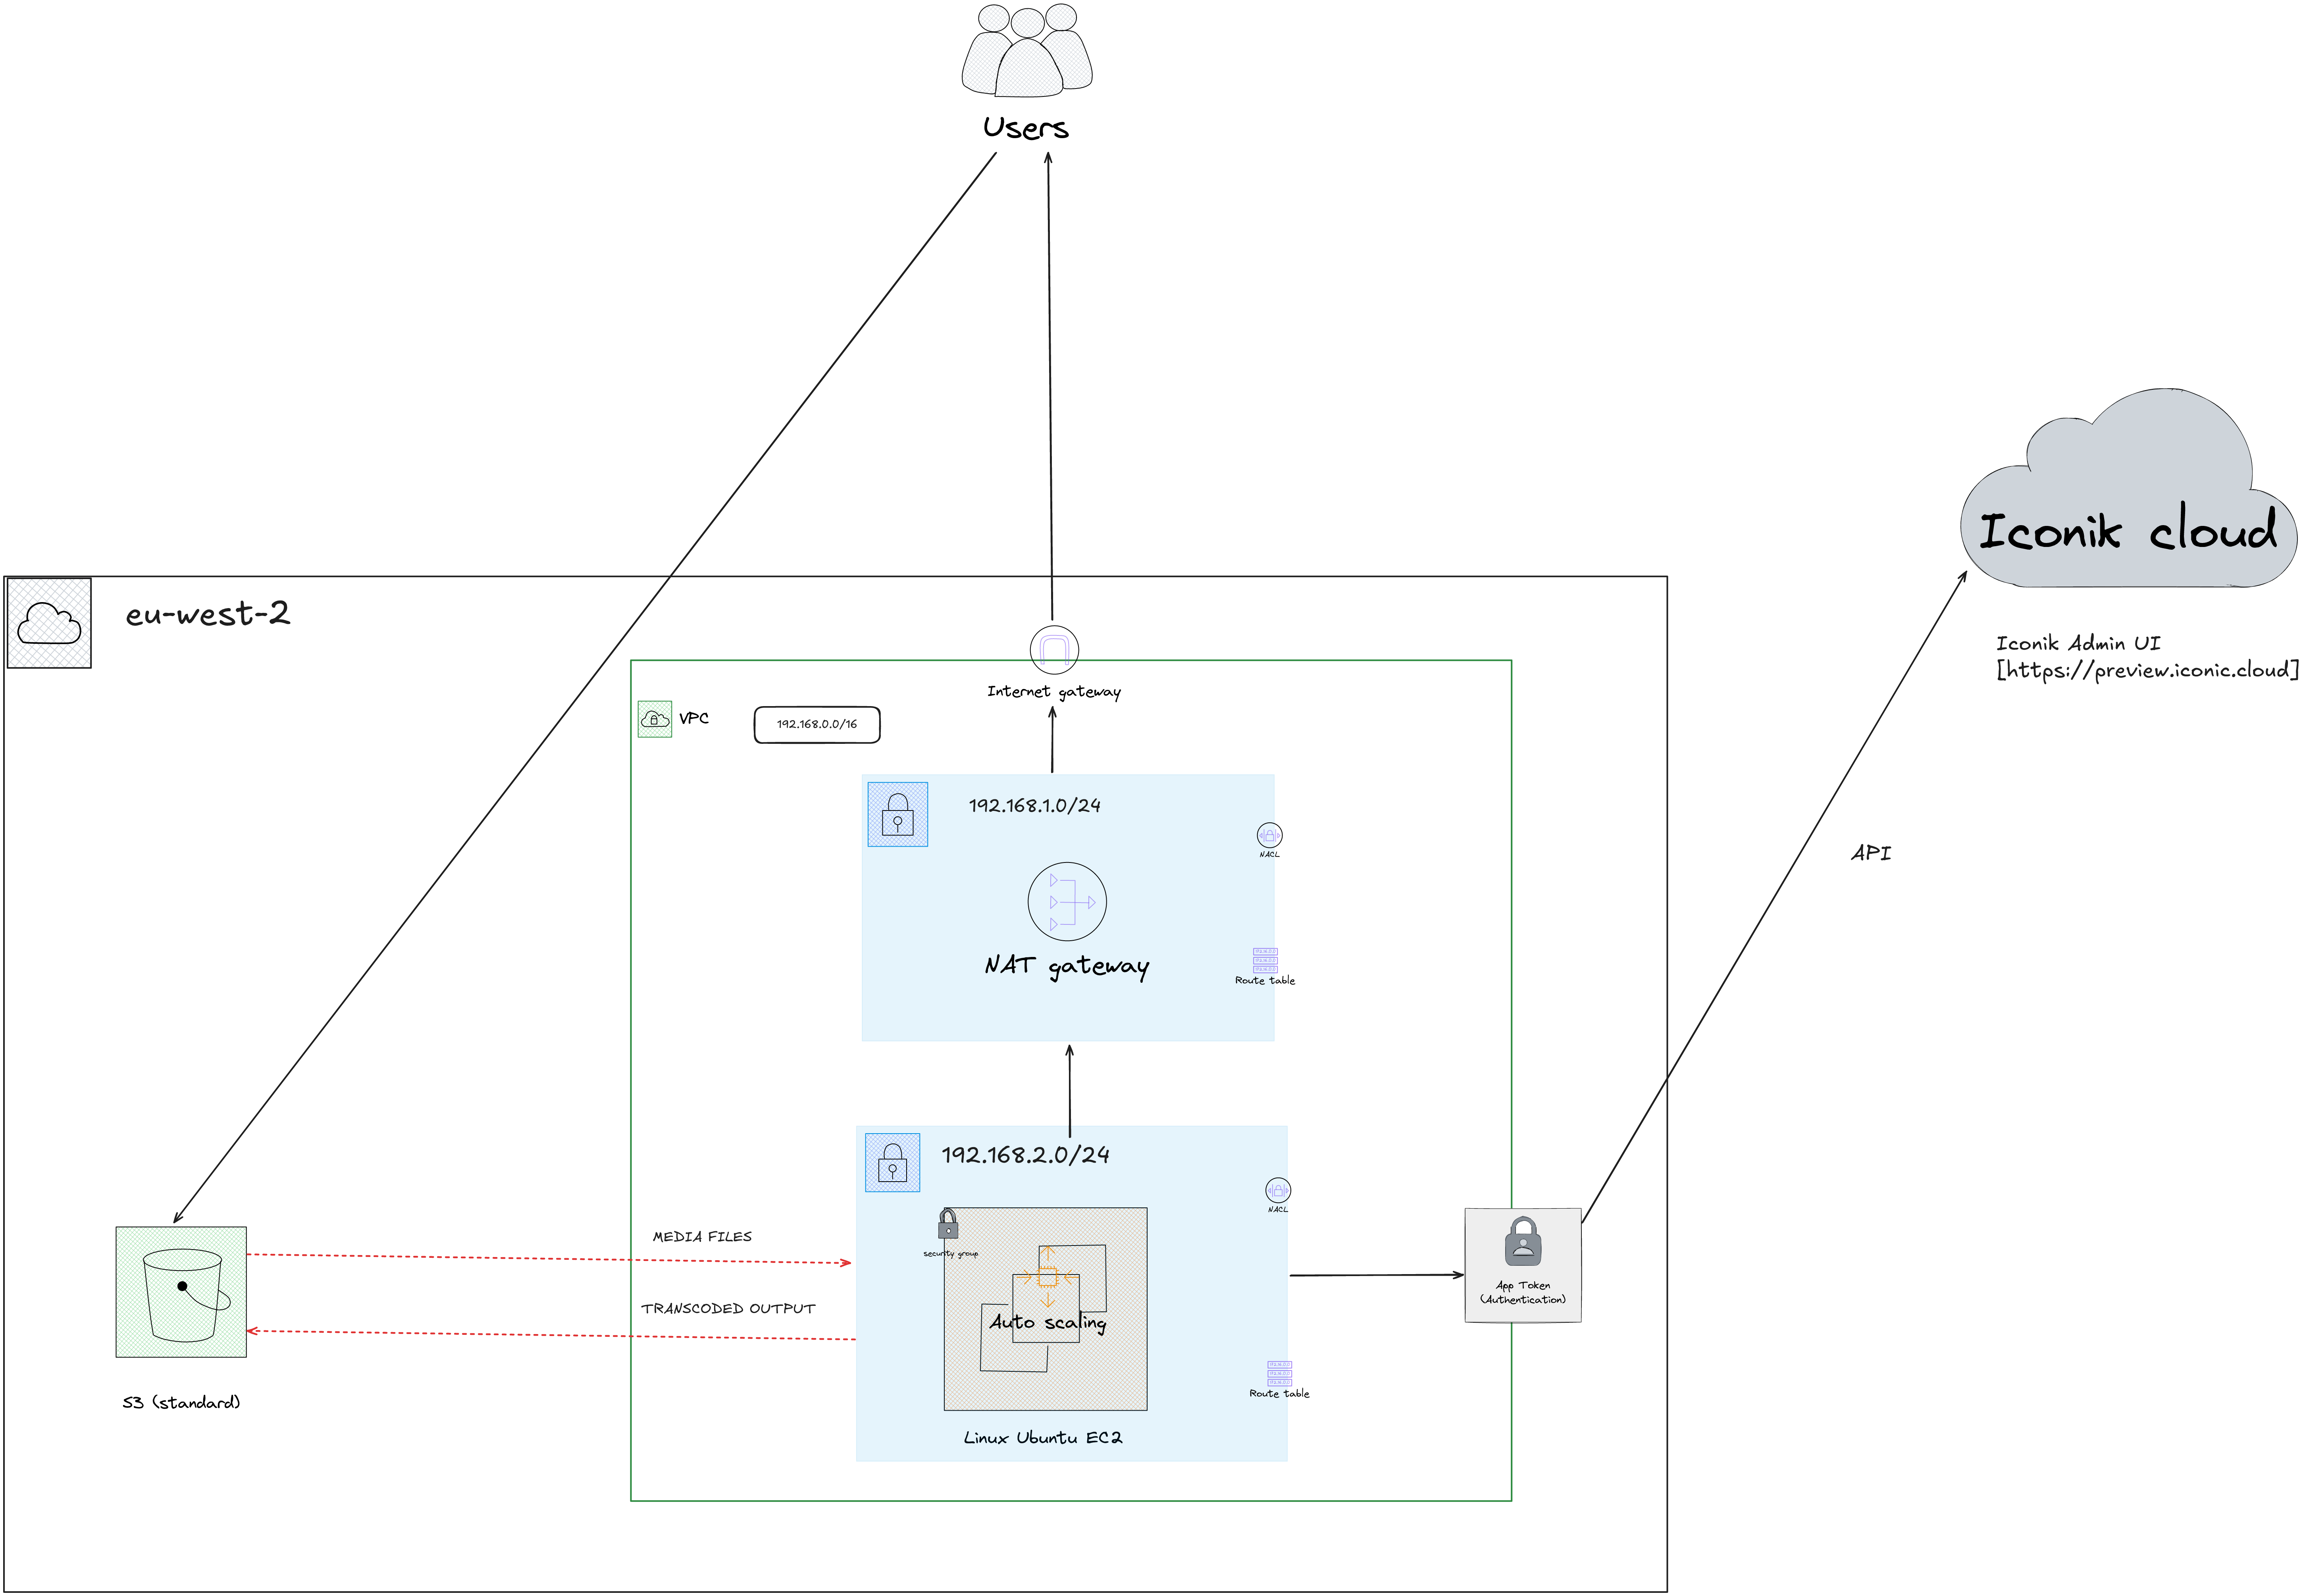 Users
Iconik cloud
Iconik Admin UI
[https://preview.iconic.cloud]
API
eu-west-2
Internet gateway
VPC
192.168.0.0/16
192.168.1.0/24
NACL
NAT gateway
Route table
192.168.2.0/24
NACL
security group
Auto scaling
Route table
Linux Ubuntu EC2
MEDIA FILES
TRANSCODED OUTPUT
App Token
(Authentication)
S3 (standard)